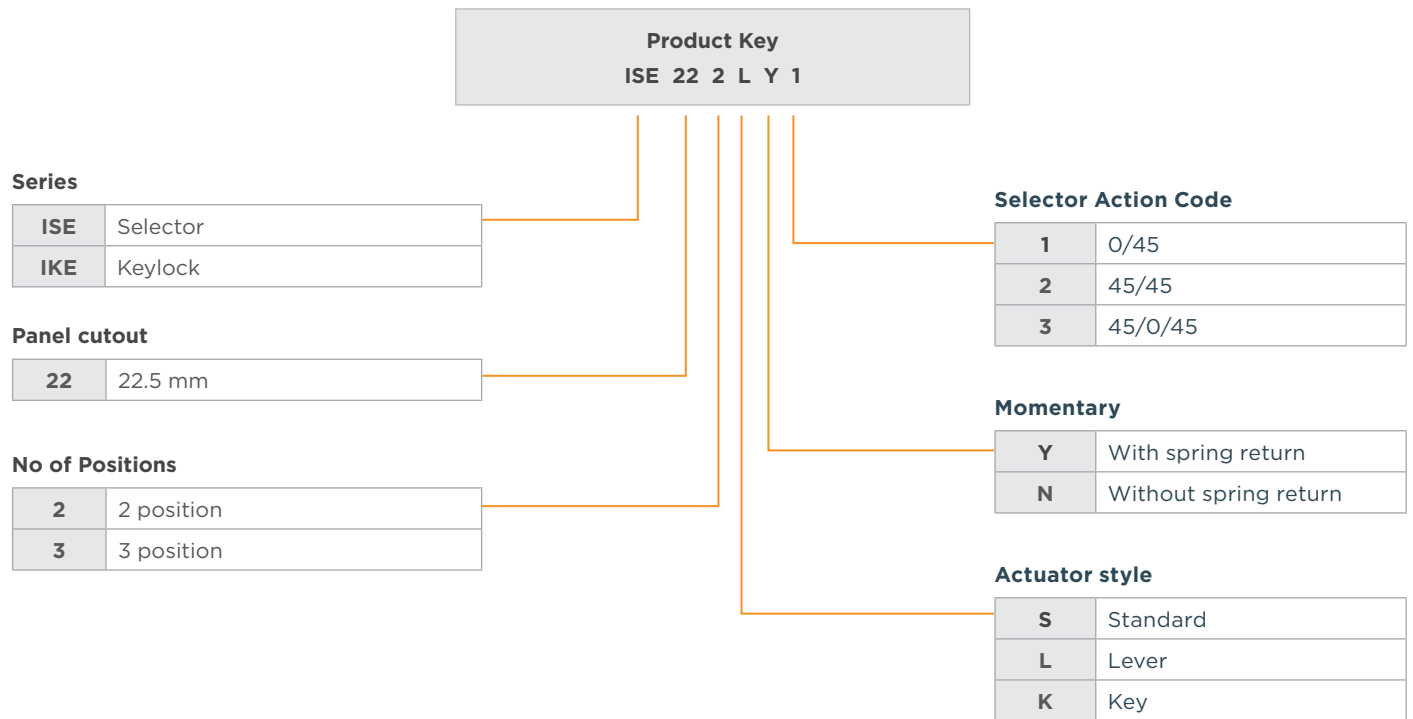 Product Key
ISE 22 2 L Y 1
Series
ISE Selector
IKE Keylock
Panel cutout
22 22.5 mm
No of Positions
2 2 position
3 3 position
Selector Action Code
1 0/45
2 45/45
3 45/0/45
Momentary
Y With spring return
N Without spring return
Actuator style
S Standard
L Lever
K Key